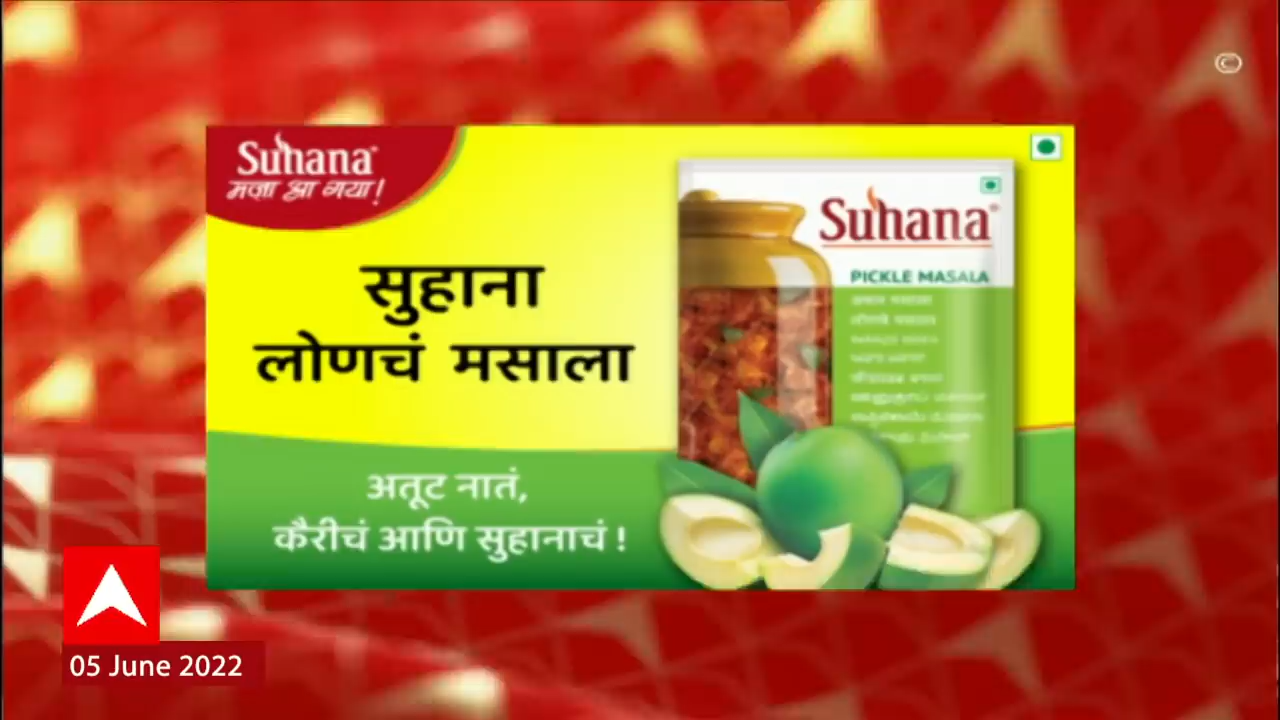 ©
Suhana
मज़ा आ गया!
सुहाना
लोणचं मसाला
अतूट नातं,
कैरीचं आणि सुहानाचं !
Suhana
PICKLE MASALA
05 June 2022